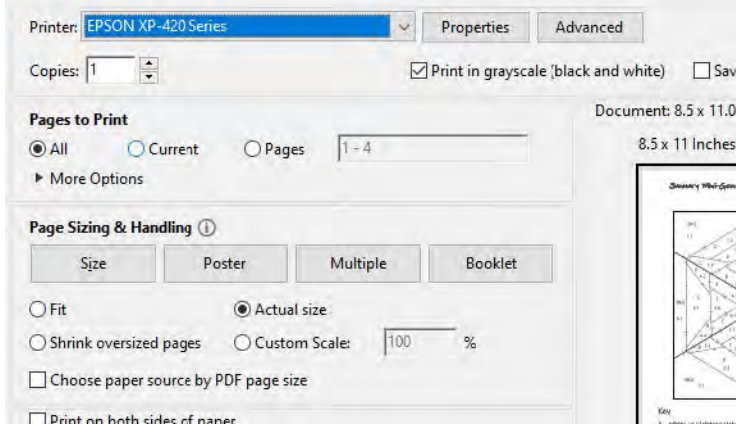 Printer: EPSON XP-420 Series Properties Advanced
Copies: 1 Print in grayscale (black and white) Sav
Pages to Print
Document: 8.5 x 11.0
All Current Pages 1 - 4
8.5 x 11 Inches
More Options
Page Sizing & Handling
Size Poster Multiple Booklet
Fit Actual size
Shrink oversized pages Custom Scale: 100 %
Choose paper source by PDF page size
Key
Print on both sides of paper